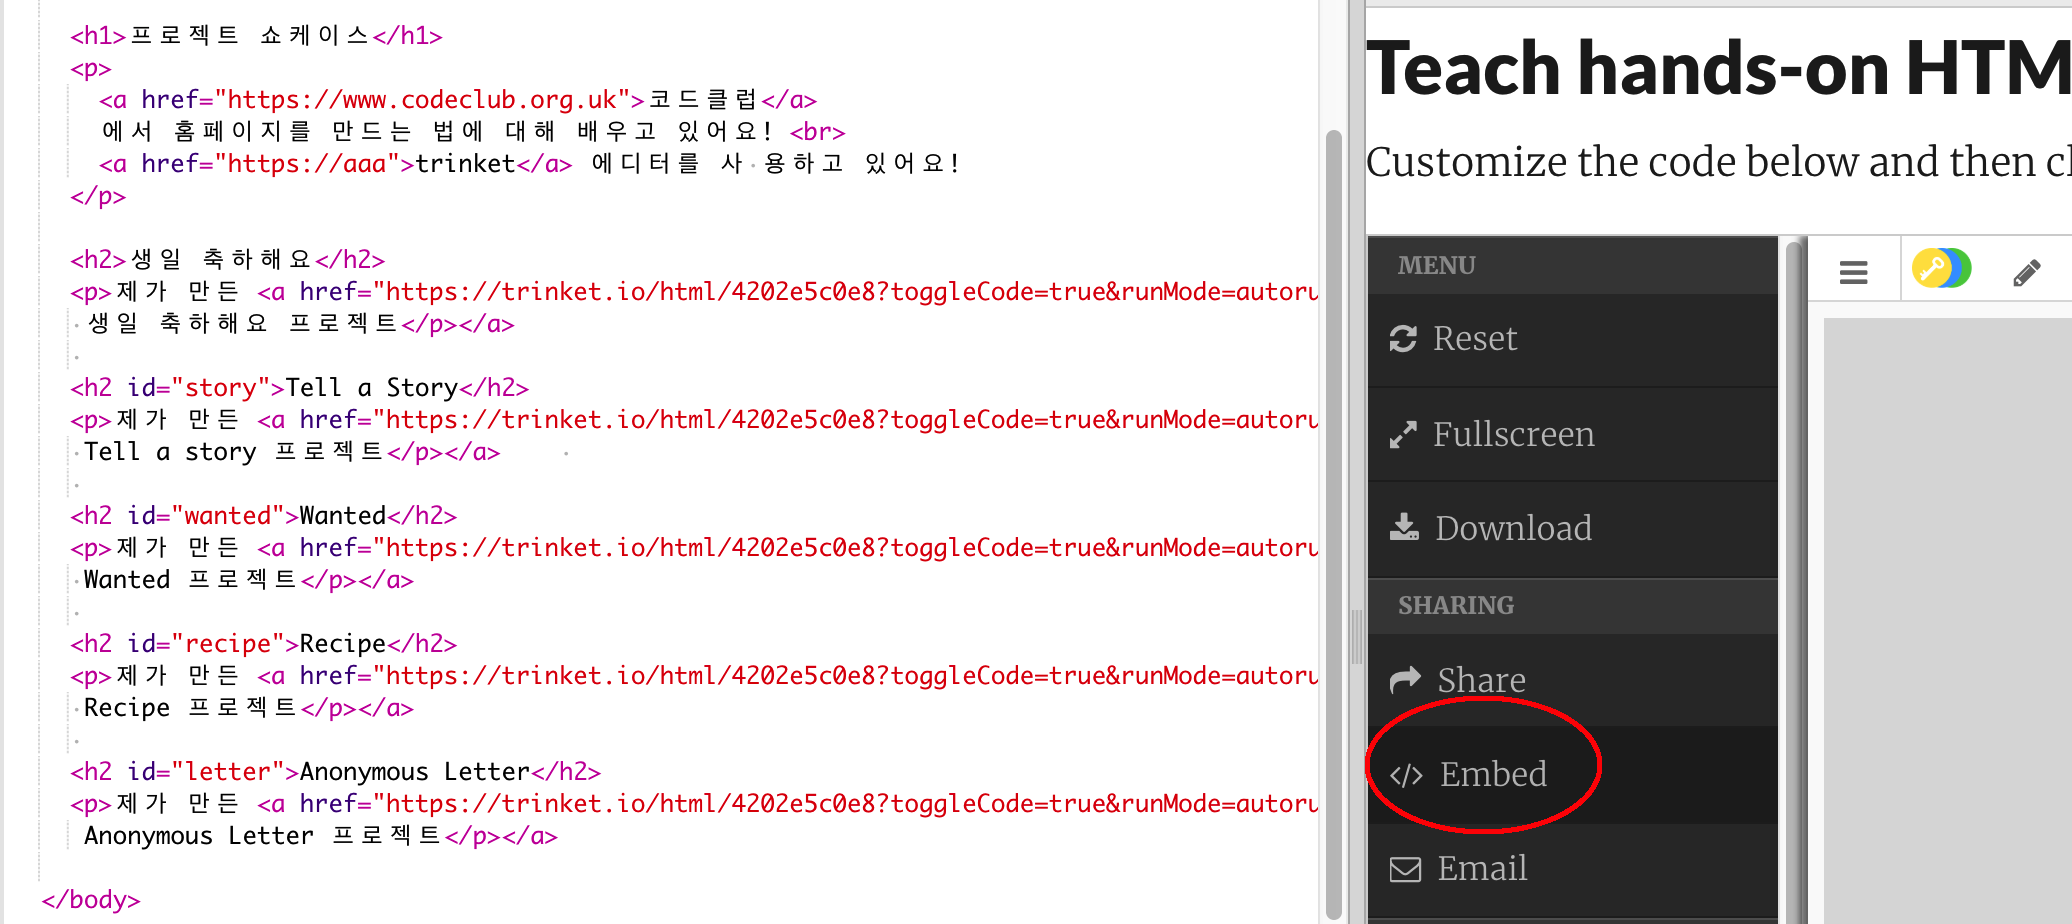 <h1>프로젝트 쇼케이스</h1>
<p>
<a href="https://www.codeclub.org.uk">코드클럽</a>
에서 홈페이지를 만드는 법에 대해 배우고 있어요! <br>
<a href="https://aaa">trinket</a> 에디터를 사 용하고 있어요!
</p>
<h2>생일 축하해요</h2>
<p>제가 만든 <a href="https://trinket.io/html/4202e5c0e8?toggleCode=true&runMode=autoru
생일 축하해요 프로젝트</p></a>
<h2 id="story">Tell a Story</h2>
<p>제가 만든 <a href="https://trinket.io/html/4202e5c0e8?toggleCode=true&runMode=autoru
Tell a story 프로젝트</p></a>
<h2 id="wanted">Wanted</h2>
<p>제가 만든 <a href="https://trinket.io/html/4202e5c0e8?toggleCode=true&runMode=autoru
Wanted 프로젝트</p></a>
<h2 id="recipe">Recipe</h2>
<p>제가 만든 <a href="https://trinket.io/html/4202e5c0e8?toggleCode=true&runMode=autoru
Recipe 프로젝트</p></a>
<h2 id="letter">Anonymous Letter</h2>
<p>제가 만든 <a href="https://trinket.io/html/4202e5c0e8?toggleCode=true&runMode=autoru
Anonymous Letter 프로젝트</p></a>
</body>
Teach hands-on HTM
Customize the code below and then cl
MENU
Reset
Fullscreen
Download
SHARING
Share
</> Embed
Email